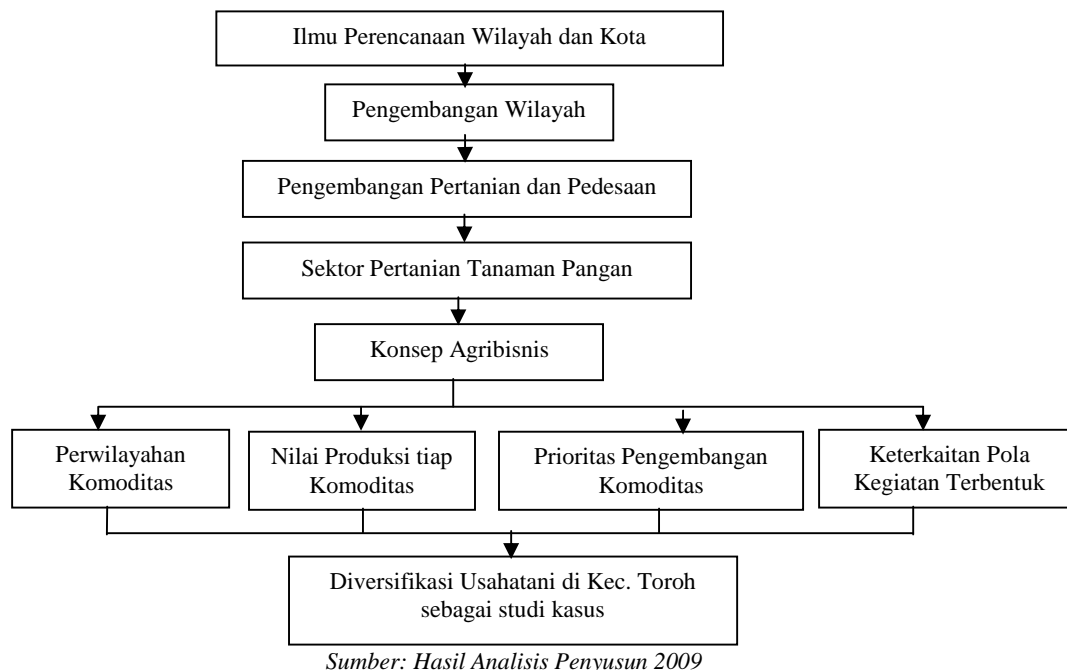 Ilmu Perencanaan Wilayah dan Kota
Pengembangan Wilayah
Pengembangan Pertanian dan Pedesaan
Sektor Pertanian Tanaman Pangan
Konsep Agribisnis
Perwilayahan
Komoditas
Nilai Produksi tiap
Komoditas
Prioritas Pengembangan
Komoditas
Keterkaitan Pola
Kegiatan Terbentuk
Diversifikasi Usahatani di Kec. Toroh
sebagai studi kasus
Sumber: Hasil Analisis Penyusun 2009